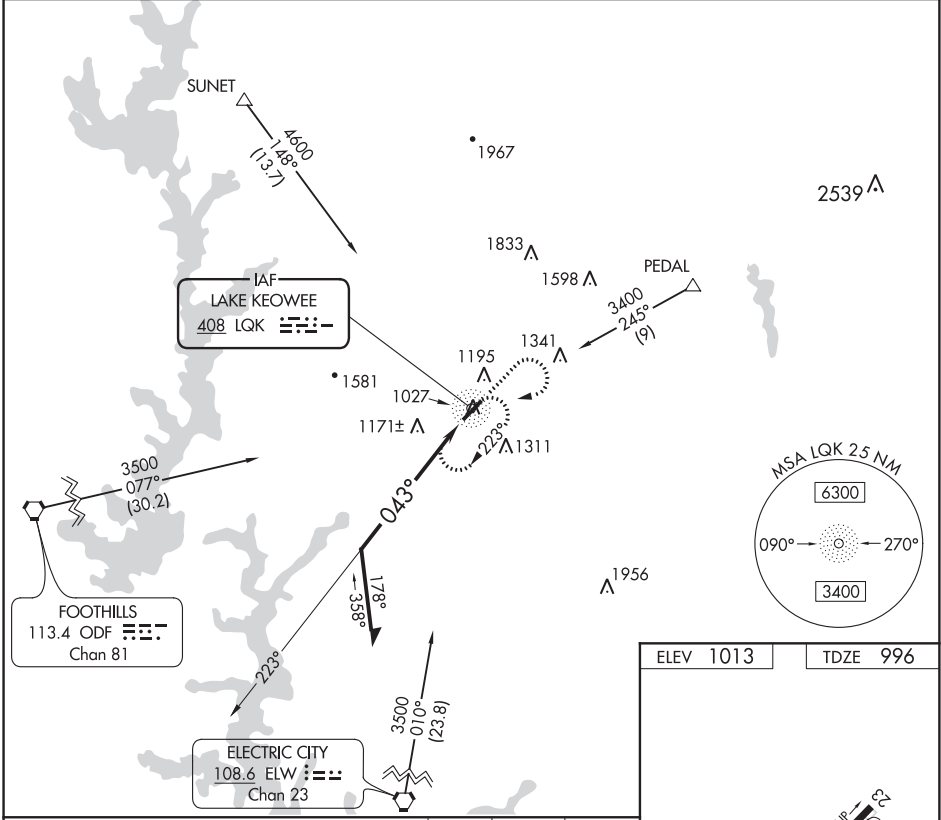 SUNET
4600
148°
(13.7)
1967
2539
1833
1598
PEDAL
3400
245°
(9)
IAF
LAKE KEOWEE
408 LQK
1341
1195
1581
1027
1171±
223°
1311
3500
077°
(30.2)
043°
MSA LQK 25 NM
6300
090°
270°
3400
1956
178°
358°
FOOTHILLS
113.4 ODF
Chan 81
223°
ELEV 1013
TDZE 996
3500
010°
(23.8)
ELECTRIC CITY
108.6 ELW
Chan 23
23
UP